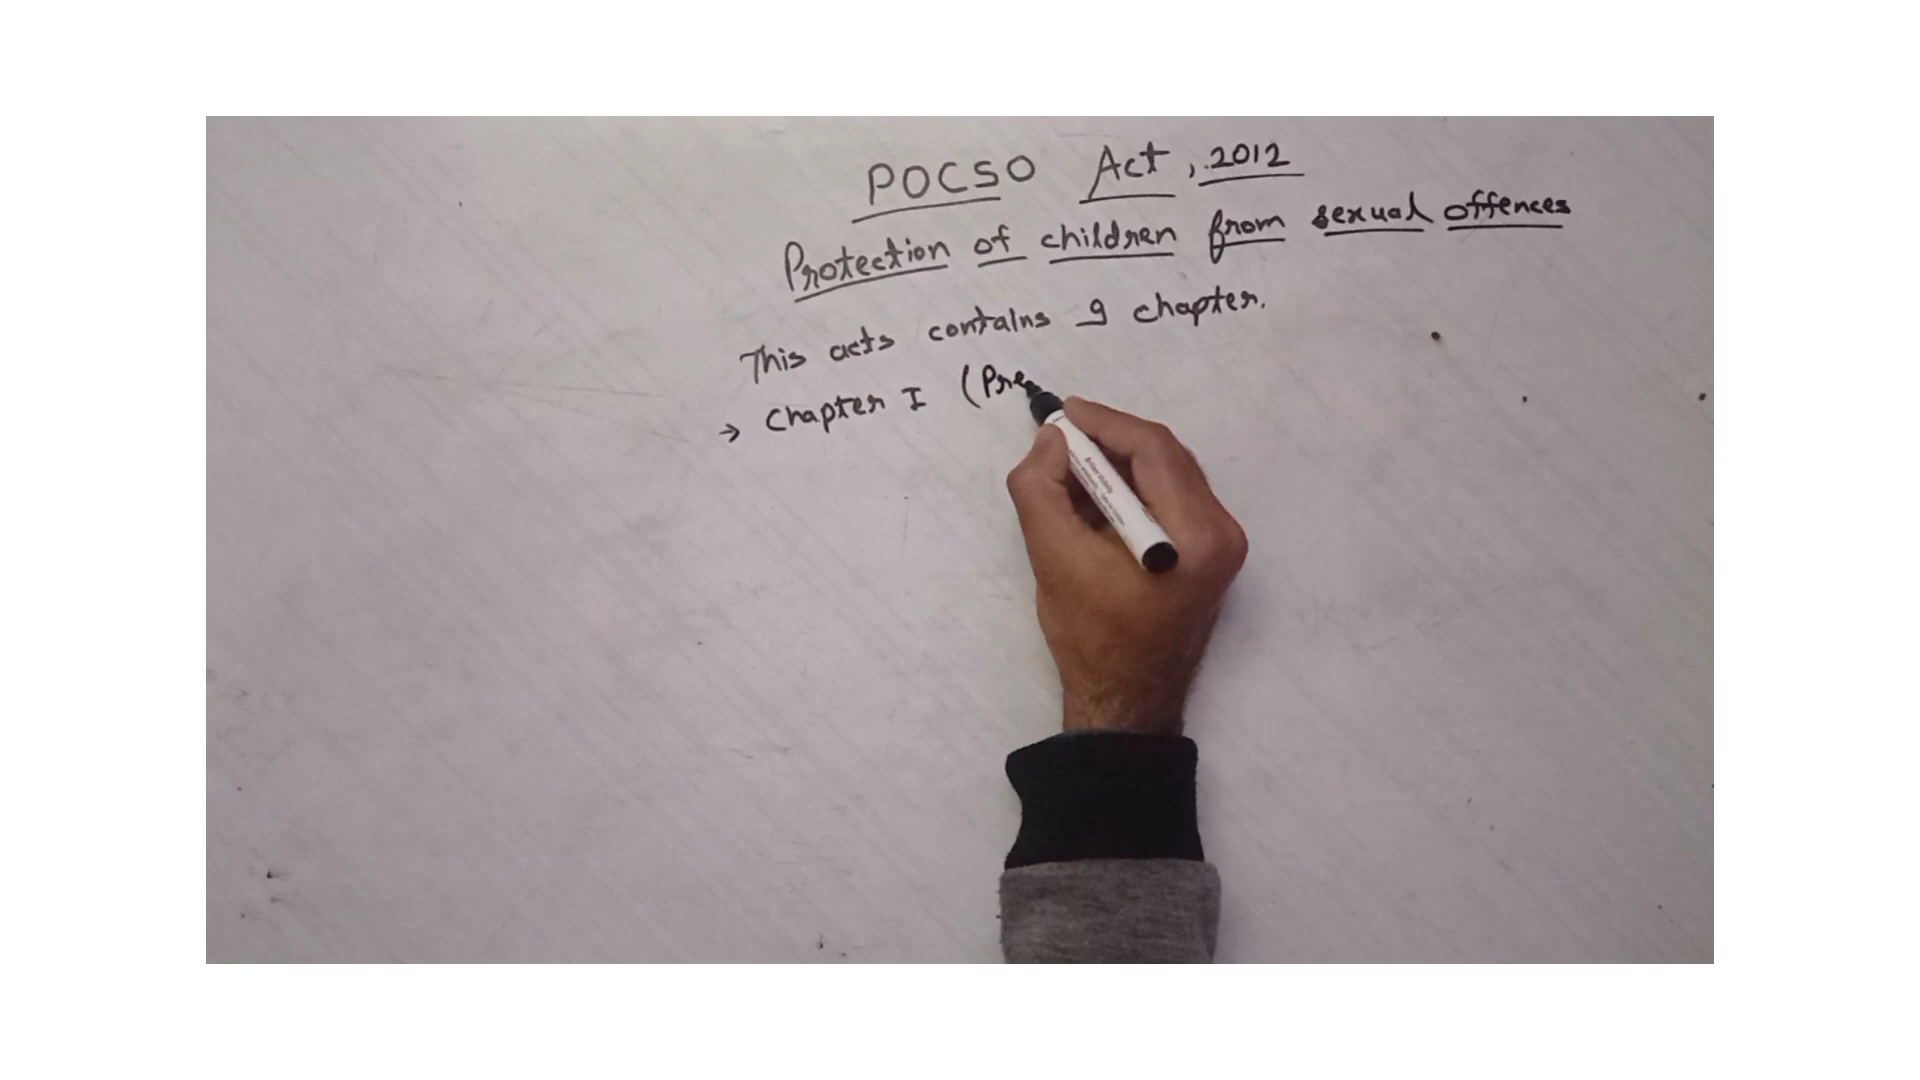 POCSO Act, 2012
Protection of children from sexual offences
This acts contains 9 chapter.
→ Chapter I (Pre